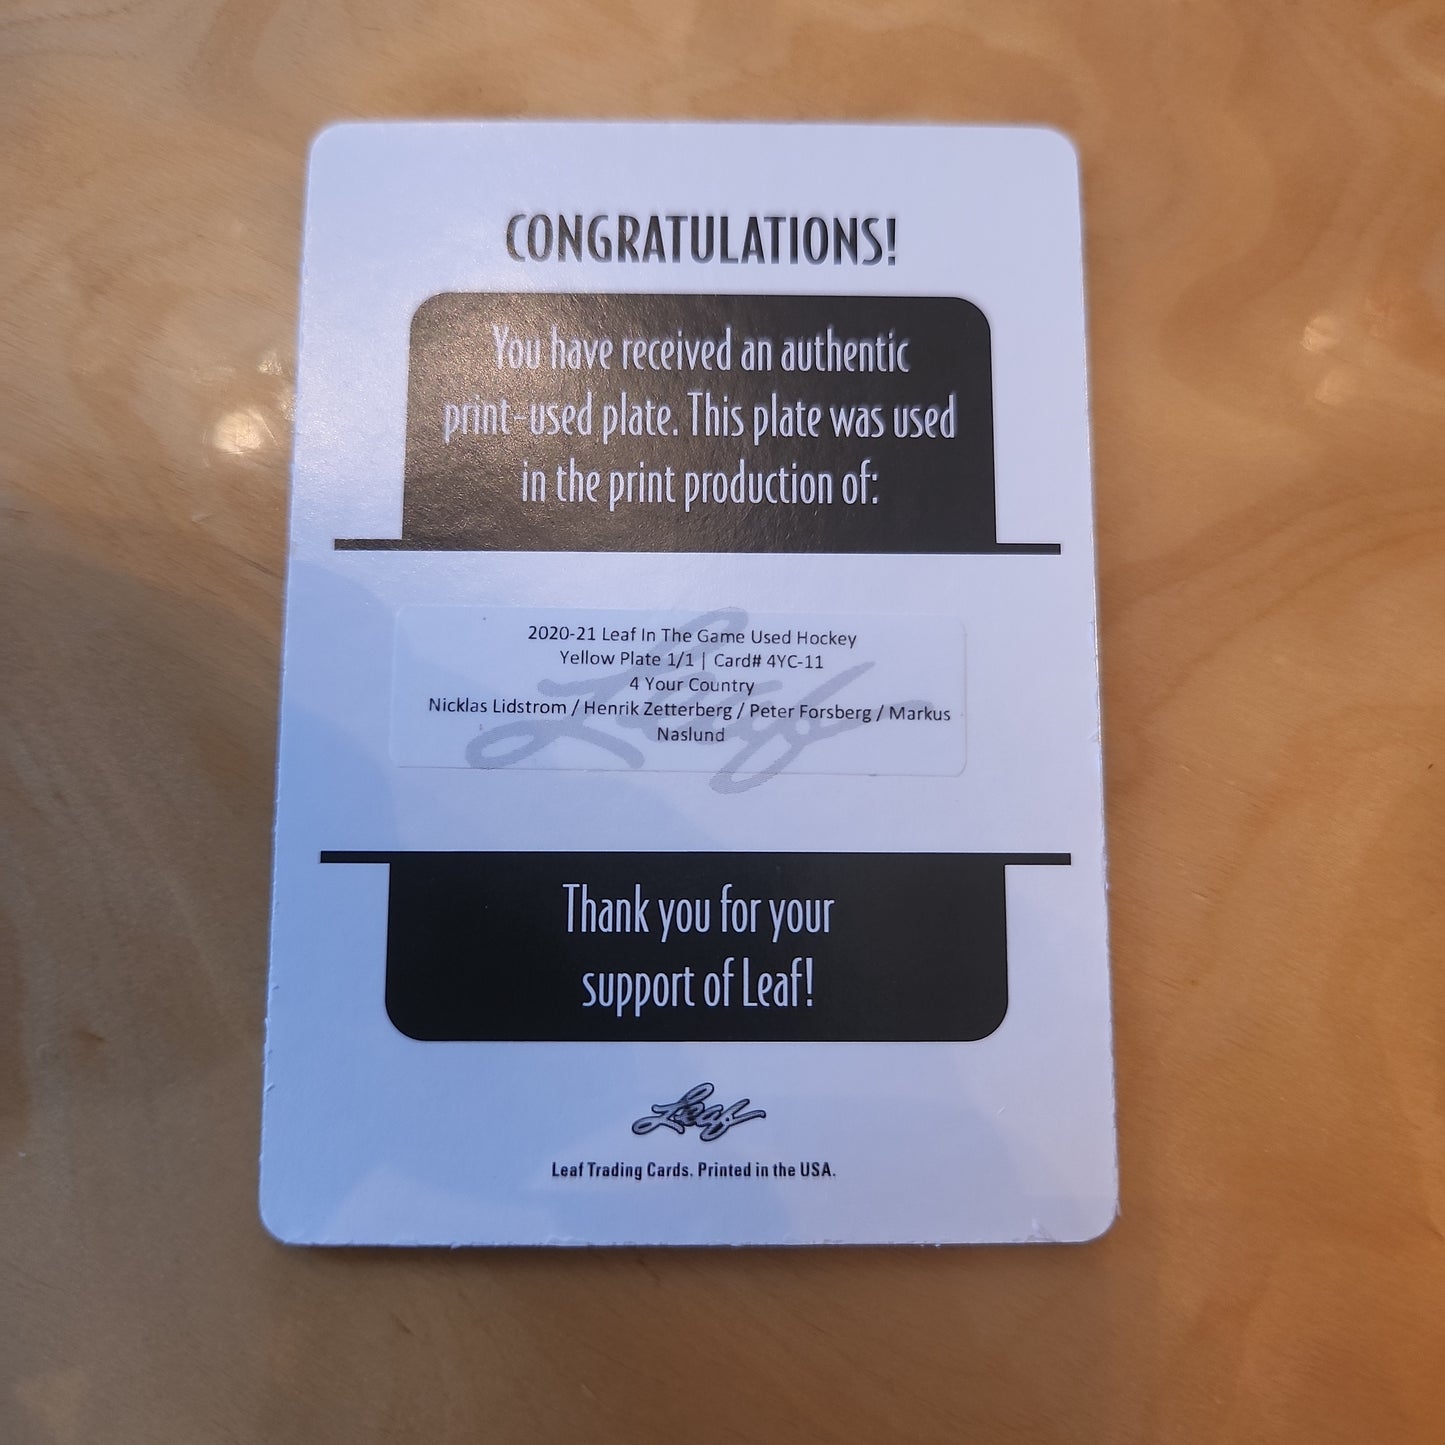 CONGRATULATIONS!
You have received an authentic
print-used plate. This plate was used
in the print production of:
2020-21 Leaf In The Game Used Hockey
Yellow Plate 1/1 | Card# 4YC-11
4 Your Country
Nicklas Lidstrom / Henrik Zetterberg / Peter Forsberg / Markus
Naslund
Leaf
Thank you for your
support of Leaf!
Leaf
Leaf Trading Cards. Printed in the USA.